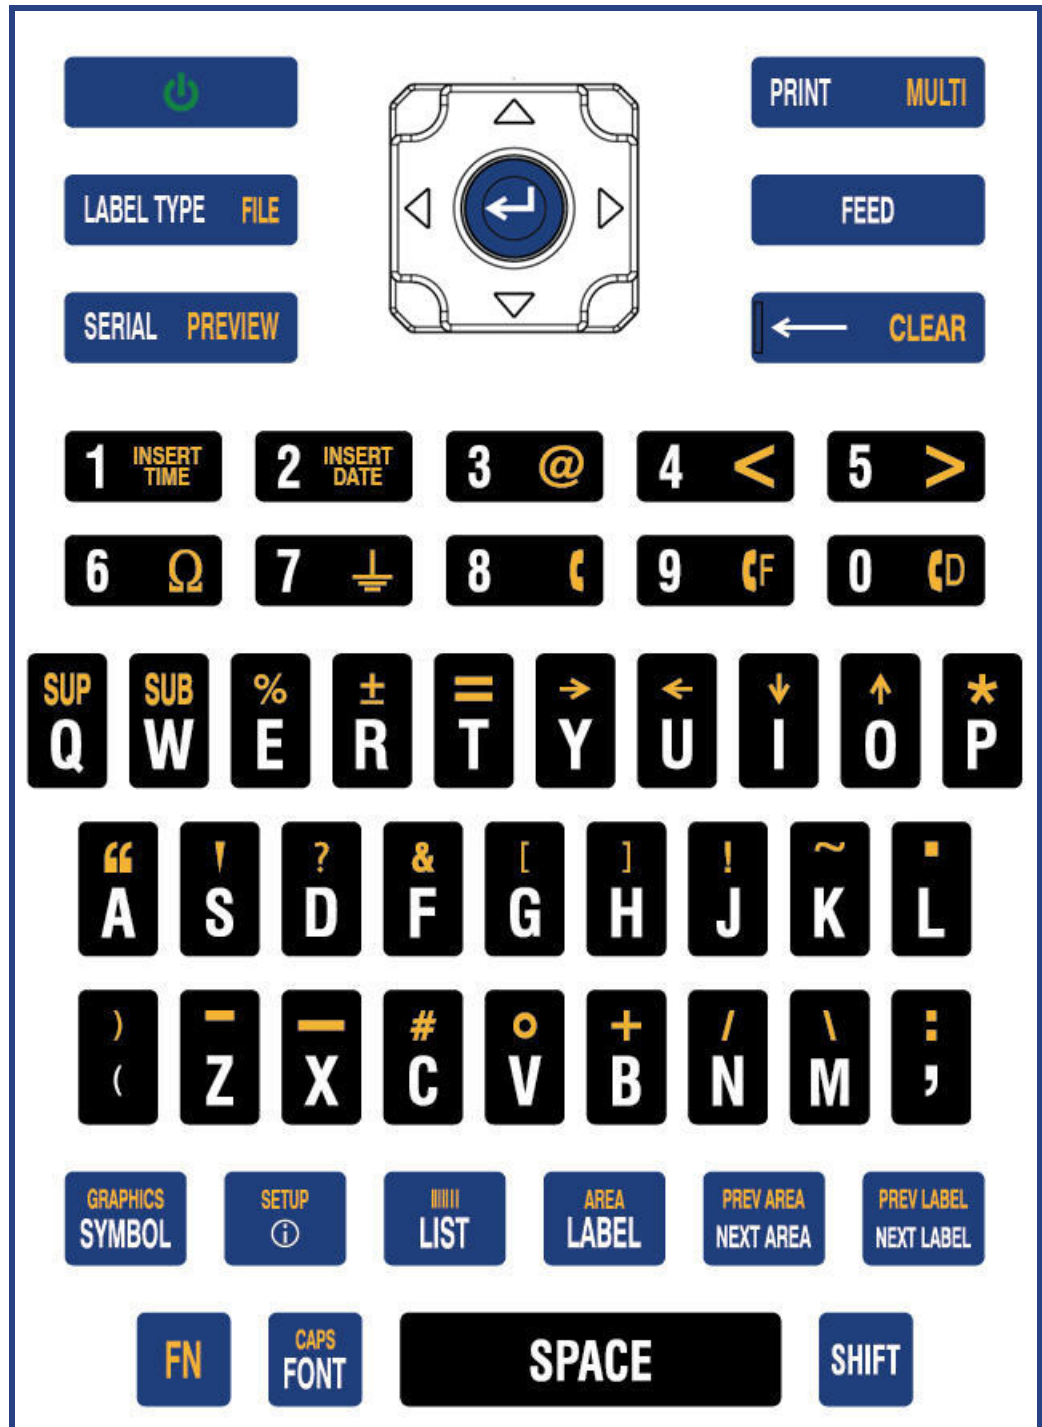 PRINT MULTI
LABEL TYPE FILE
FEED
SERIAL PREVIEW
CLEAR
1 INSERT TIME 2 INSERT DATE 3 @ 4 < 5 >
6 Ω 7 ⏚ 8 9 F 0 D
SUP SUB % ± = → ← ↓ ↑ *
Q W E R T Y U I O P
“ ' ? & [ ] ! ~ .
A S D F G H J K L
) - — # ° + / \ :
( Z X C V B N M ,
GRAPHICS SETUP AREA PREV AREA PREV LABEL
SYMBOL ⓘ LIST LABEL NEXT AREA NEXT LABEL
CAPS
FN FONT SPACE SHIFT